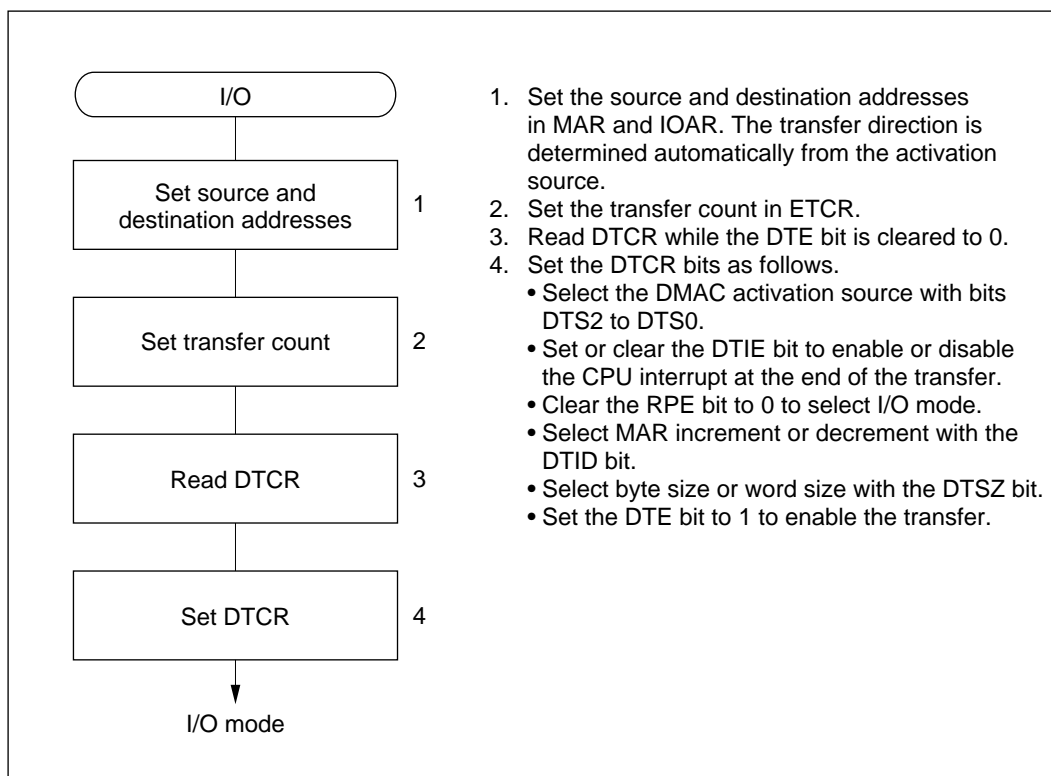 I/O
Set source and
destination addresses
1
Set transfer count
2
Read DTCR
3
Set DTCR
4
I/O mode
1. Set the source and destination addresses
in MAR and IOAR. The transfer direction is
determined automatically from the activation
source.
2. Set the transfer count in ETCR.
3. Read DTCR while the DTE bit is cleared to 0.
4. Set the DTCR bits as follows.
• Select the DMAC activation source with bits
DTS2 to DTS0.
• Set or clear the DTIE bit to enable or disable
the CPU interrupt at the end of the transfer.
• Clear the RPE bit to 0 to select I/O mode.
• Select MAR increment or decrement with the
DTID bit.
• Select byte size or word size with the DTSZ bit.
• Set the DTE bit to 1 to enable the transfer.